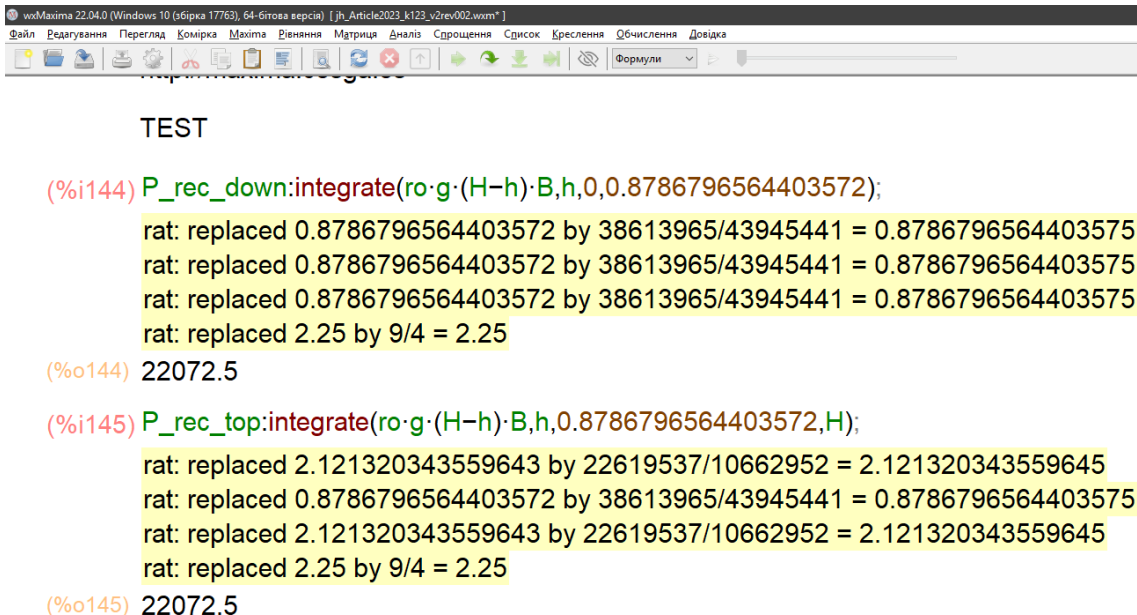 wxMaxima 22.04.0 (Windows 10 (збірка 17763), 64-бітова версія) [ jh_Article2023_k123_v2rev002.wxm* ]
Файл Редагування Перегляд Комірка Maxima Рівняння Матриця Аналіз Спрощення Список Креслення Обчислення Довідка
Формули
TEST
(%i144) P_rec_down:integrate(ro·g·(H−h)·B,h,0,0.8786796564403572);
rat: replaced 0.8786796564403572 by 38613965/43945441 = 0.8786796564403575
rat: replaced 0.8786796564403572 by 38613965/43945441 = 0.8786796564403575
rat: replaced 0.8786796564403572 by 38613965/43945441 = 0.8786796564403575
rat: replaced 2.25 by 9/4 = 2.25
(%o144) 22072.5
(%i145) P_rec_top:integrate(ro·g·(H−h)·B,h,0.8786796564403572,H);
rat: replaced 2.121320343559643 by 22619537/10662952 = 2.121320343559645
rat: replaced 0.8786796564403572 by 38613965/43945441 = 0.8786796564403575
rat: replaced 2.121320343559643 by 22619537/10662952 = 2.121320343559645
rat: replaced 2.25 by 9/4 = 2.25
(%o145) 22072.5